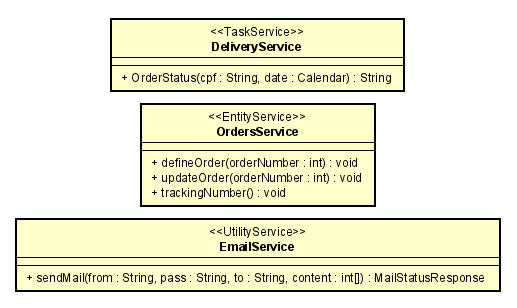 <<TaskService>>
DeliveryService
+ OrderStatus(cpf : String, date : Calendar) : String
<<EntityService>>
OrdersService
+ defineOrder(orderNumber : int) : void
+ updateOrder(orderNumber : int) : void
+ trackingNumber() : void
<<UtilityService>>
EmailService
+ sendMail(from : String, pass : String, to : String, content : int[]) : MailStatusResponse